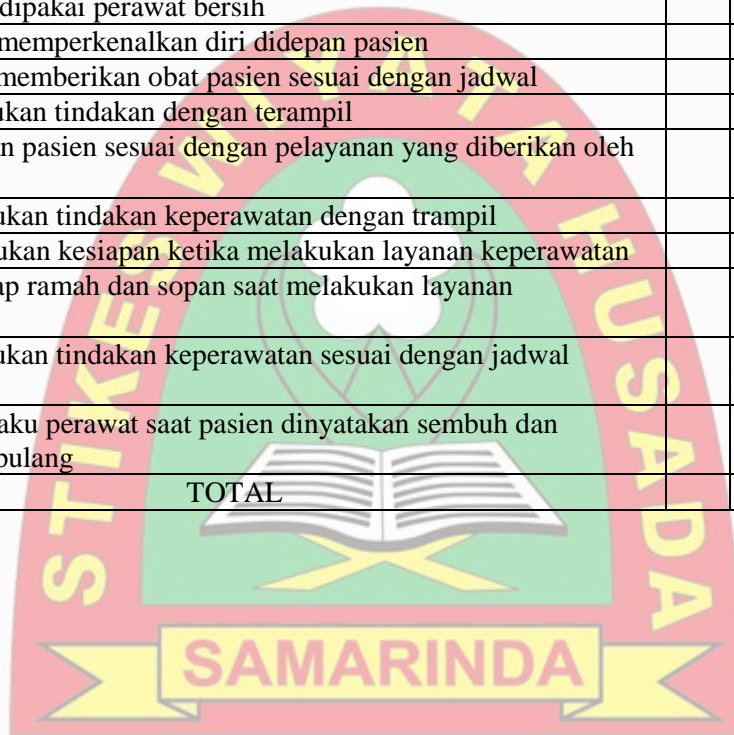 dipakai perawat bersih
memperkenalkan diri didepan pasien
memberikan obat pasien sesuai dengan jadwal
ukan tindakan dengan terampil
n pasien sesuai dengan pelayanan yang diberikan oleh
ukan tindakan keperawatan dengan trampil
ukan kesiapan ketika melakukan layanan keperawatan
ap ramah dan sopan saat melakukan layanan
ukan tindakan keperawatan sesuai dengan jadwal
aku perawat saat pasien dinyatakan sembuh dan
pulang
TOTAL
STIKES WIYATA HUSADA
SAMARINDA